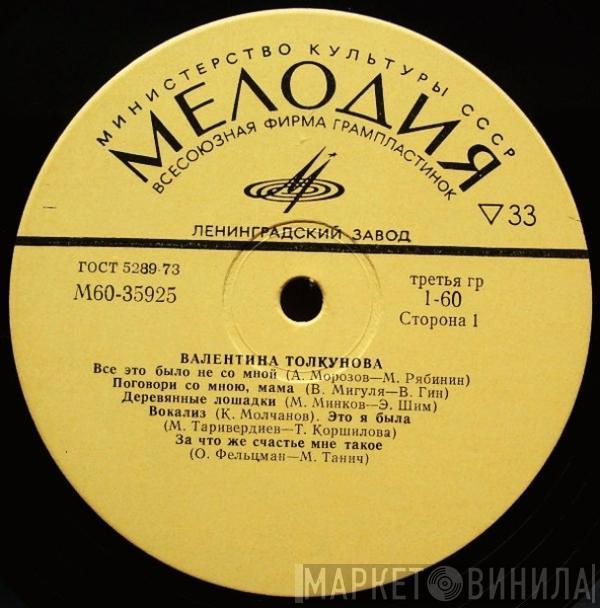 МИНИСТЕРСТВО КУЛЬТУРЫ СССР
МЕЛОДИЯ
ВСЕСОЮЗНАЯ ФИРМА ГРАМПЛАСТИНОК
▽33
ЛЕНИНГРАДСКИЙ ЗАВОД
ГОСТ 5289-73
М60-35925
третья гр
1-60
Сторона 1
ВАЛЕНТИНА ТОЛКУНОВА
Все это было не со мной (А. Морозов—М. Рябинин)
Поговори со мною, мама (В. Мигуля—В. Гин)
Деревянные лошадки (М. Минков—Э. Шим)
Вокализ (К. Молчанов). Это я была
(М. Таривердиев—Т. Коршилова)
За что же счастье мне такое
(О. Фельцман—М. Танич)
МАРКЕТ ВИНИЛА